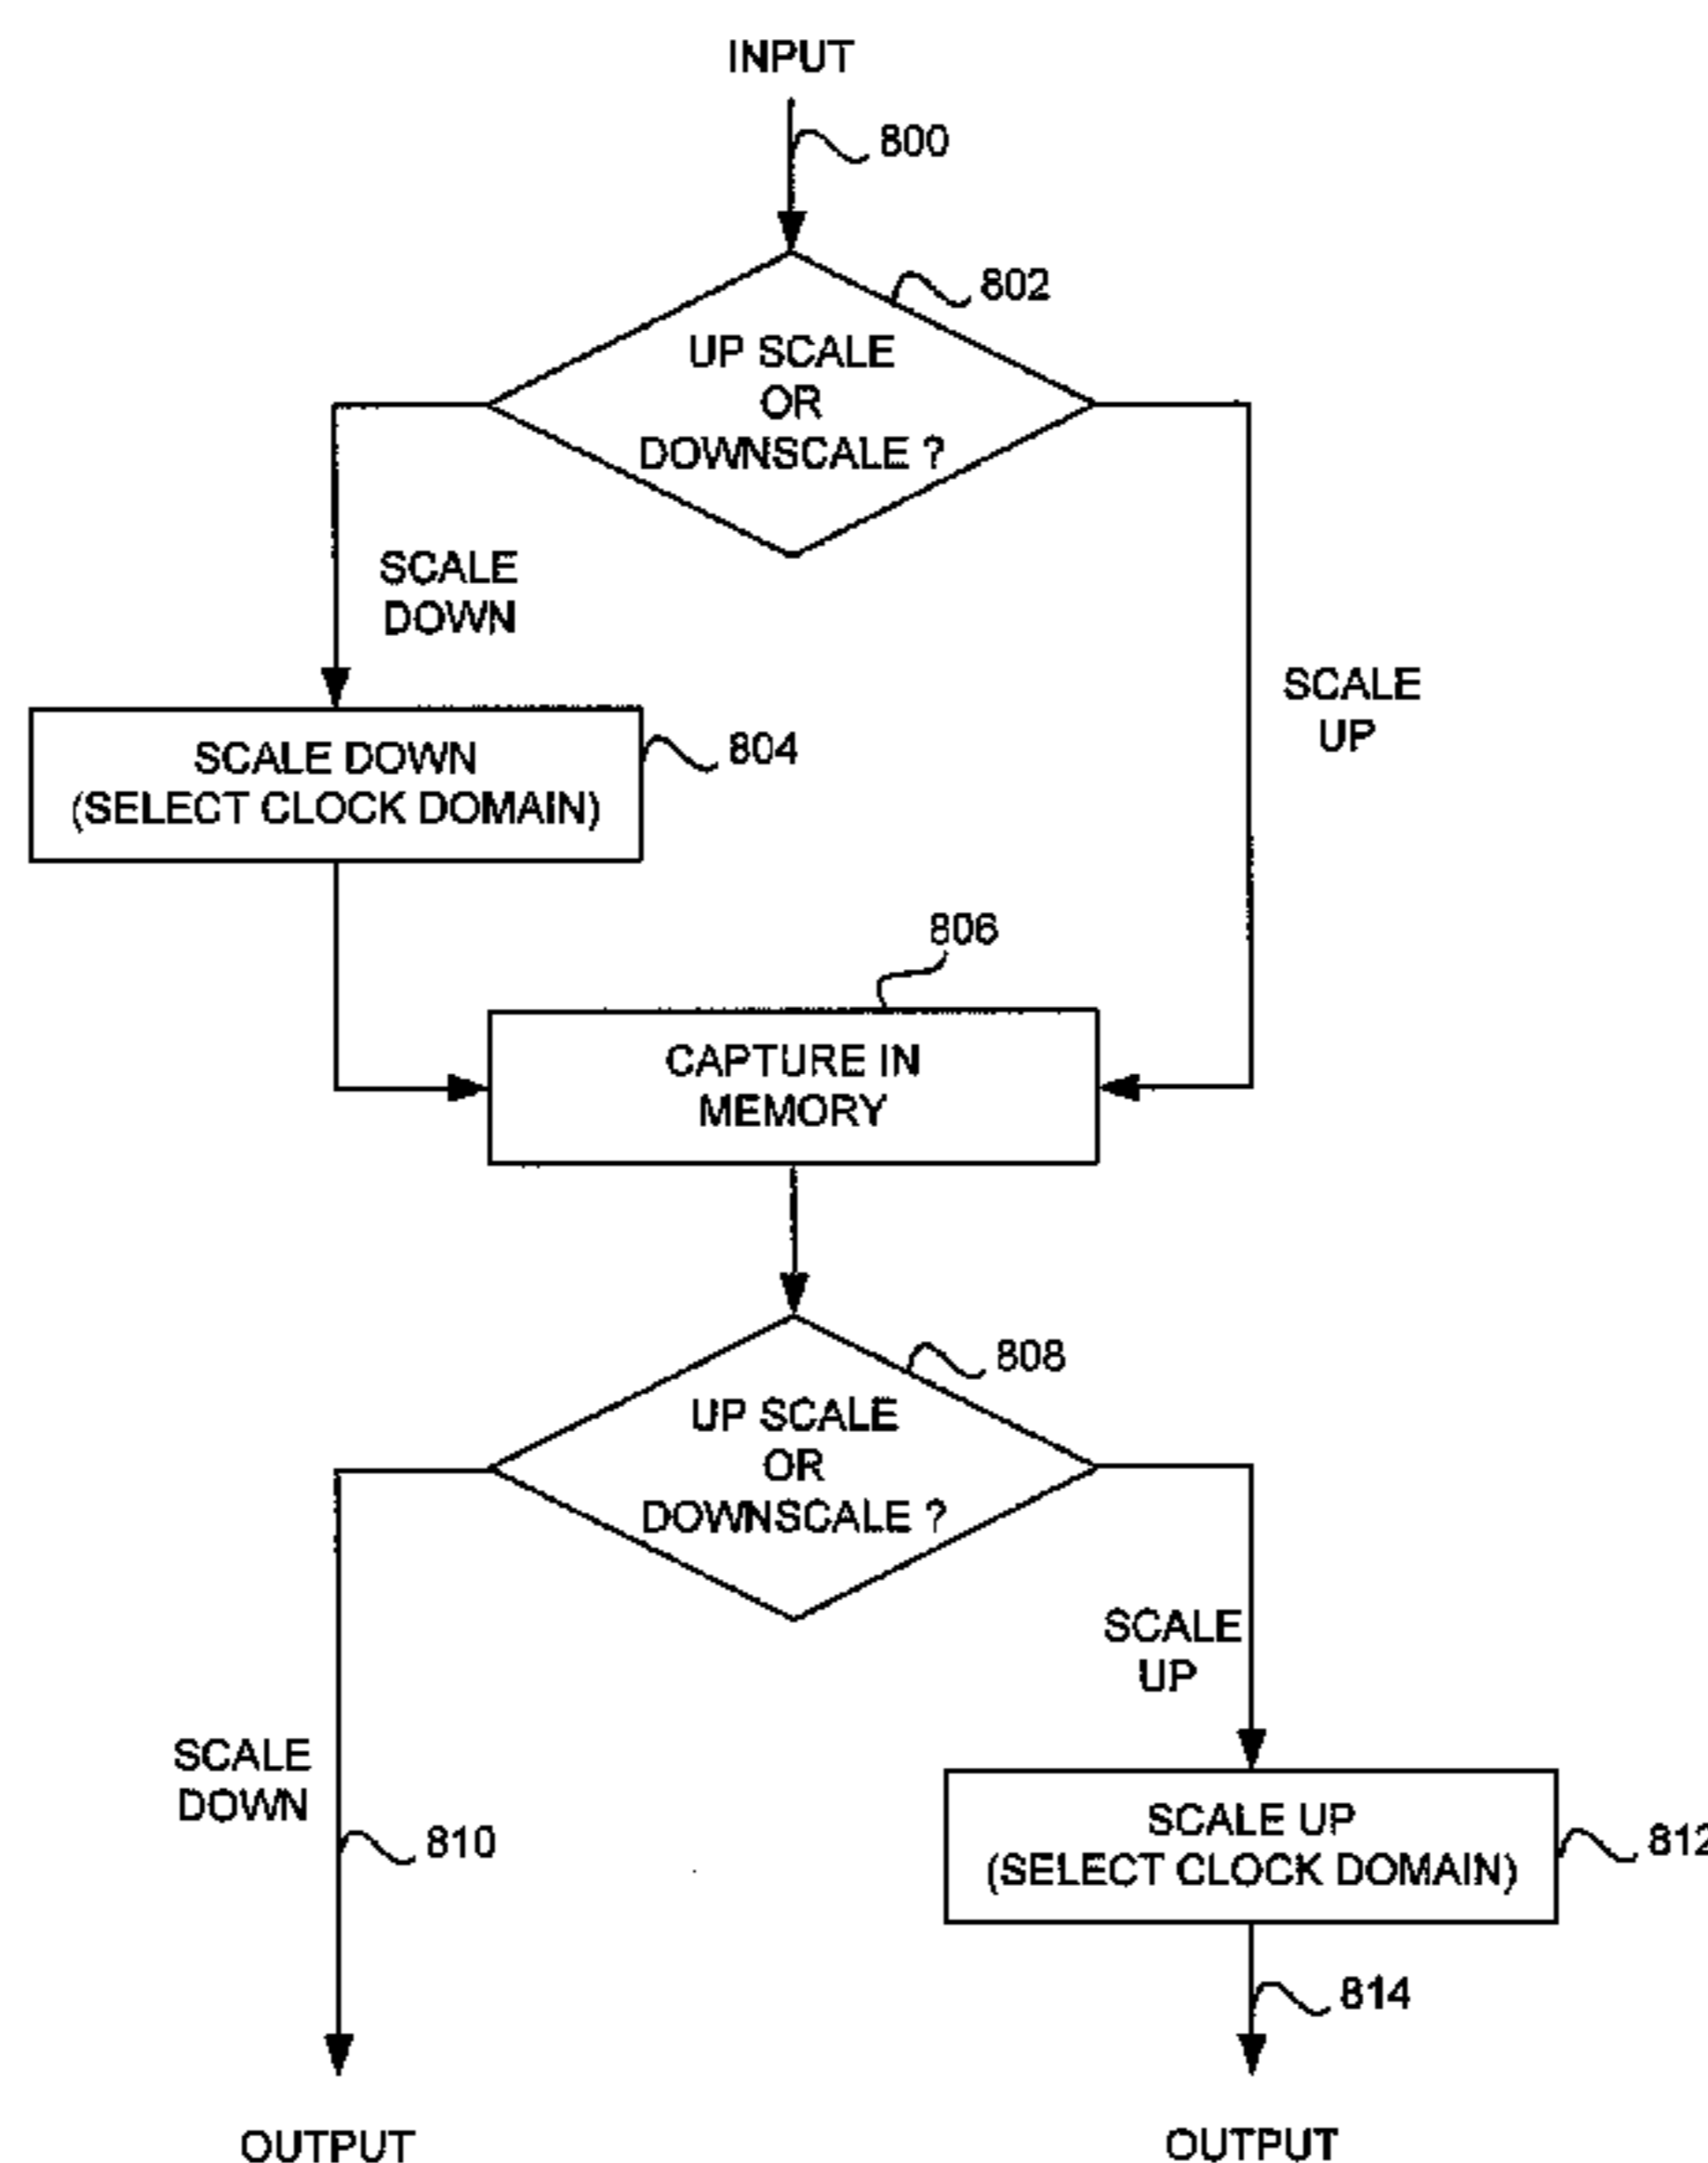 INPUT
800
802
UP SCALE
OR
DOWNSCALE ?
SCALE
DOWN
SCALE
UP
SCALE DOWN
(SELECT CLOCK DOMAIN)
804
806
CAPTURE IN
MEMORY
808
UP SCALE
OR
DOWNSCALE ?
SCALE
UP
SCALE
DOWN
810
SCALE UP
(SELECT CLOCK DOMAIN)
812
814
OUTPUT
OUTPUT